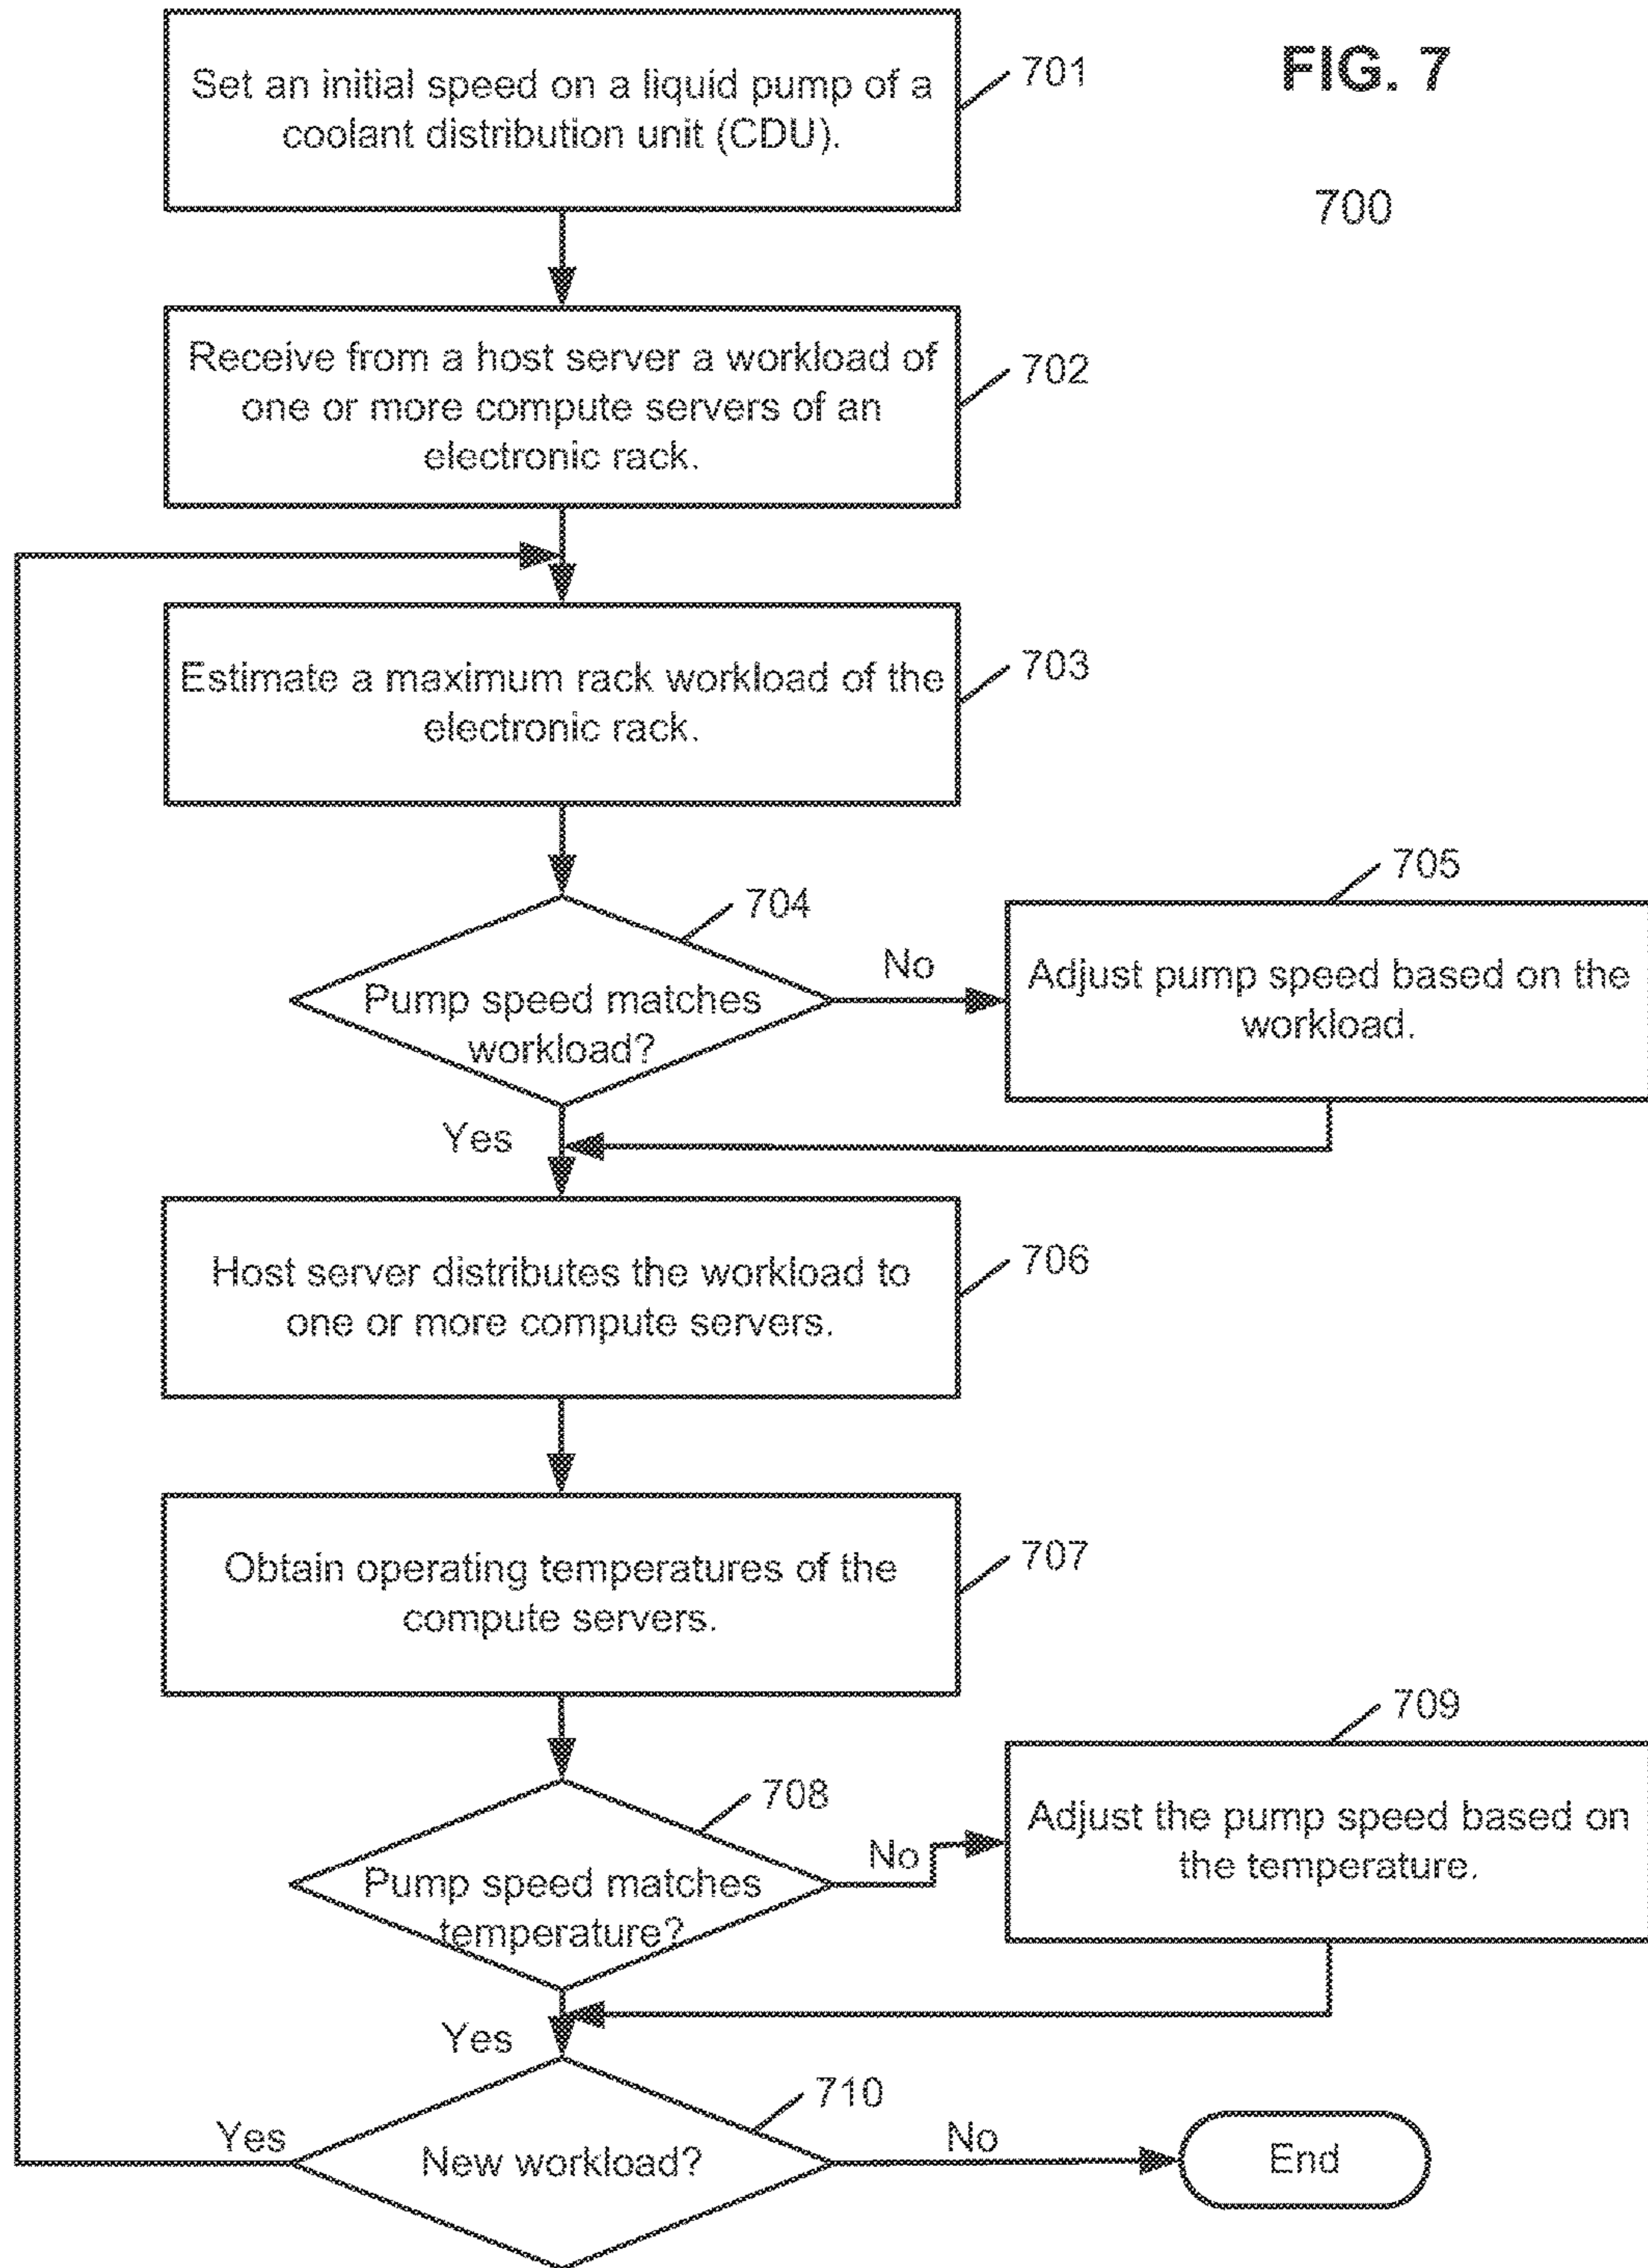 FIG. 7
700
Set an initial speed on a liquid pump of a
coolant distribution unit (CDU).
701
Receive from a host server a workload of
one or more compute servers of an
electronic rack.
702
Estimate a maximum rack workload of the
electronic rack.
703
704
Pump speed matches
workload?
No
Yes
705
Adjust pump speed based on the
workload.
Host server distributes the workload to
one or more compute servers.
706
Obtain operating temperatures of the
compute servers.
707
708
Pump speed matches
temperature?
No
Yes
709
Adjust the pump speed based on
the temperature.
710
New workload?
Yes
No
End